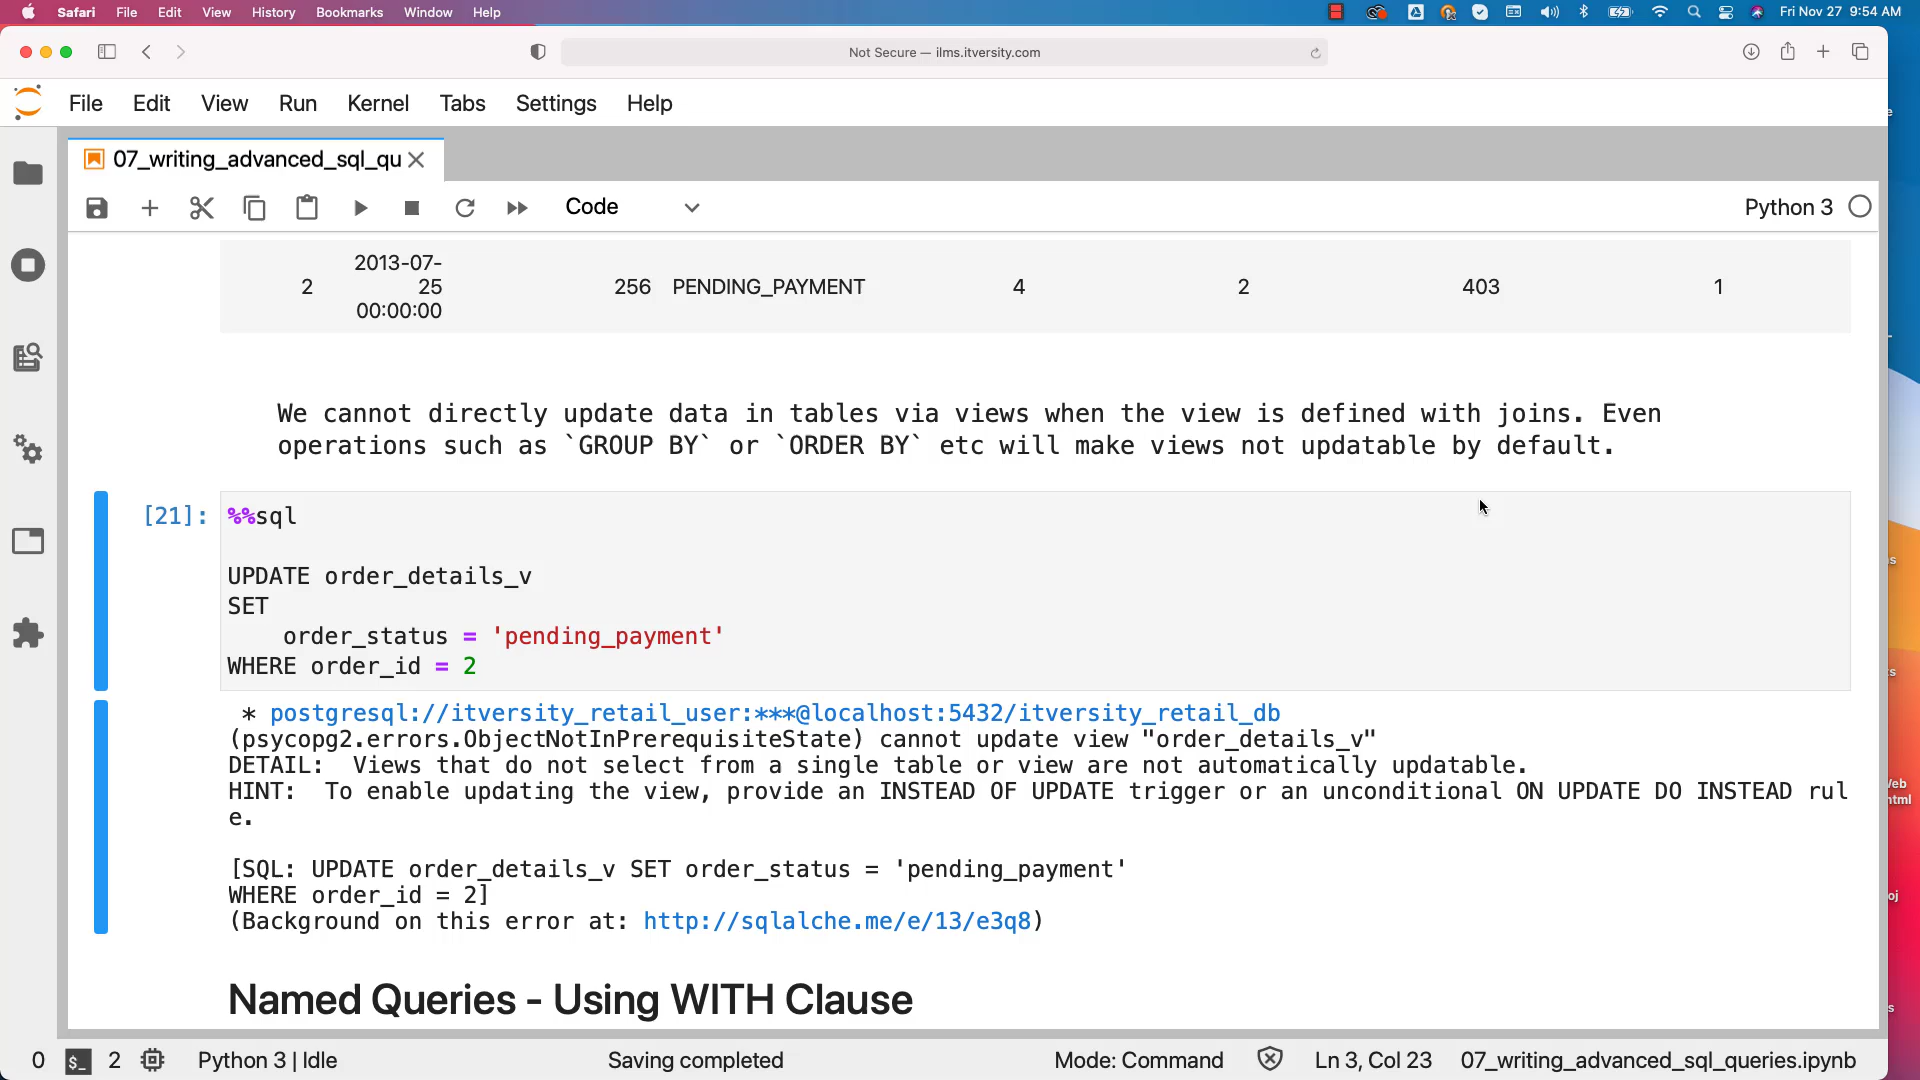 Safari File Edit View History Bookmarks Window Help Fri Nov 27 9:54 AM
Not Secure — ilms.itversity.com
File Edit View Run Kernel Tabs Settings Help
07_writing_advanced_sql_qu
Code Python 3
2 2013-07-25 00:00:00 256 PENDING_PAYMENT 4 2 403 1
We cannot directly update data in tables via views when the view is defined with joins. Even
operations such as `GROUP BY` or `ORDER BY` etc will make views not updatable by default.
[21]: %%sql
UPDATE order_details_v
SET
order_status = 'pending_payment'
WHERE order_id = 2
* postgresql://itversity_retail_user:***@localhost:5432/itversity_retail_db
(psycopg2.errors.ObjectNotInPrerequisiteState) cannot update view "order_details_v"
DETAIL: Views that do not select from a single table or view are not automatically updatable.
HINT: To enable updating the view, provide an INSTEAD OF UPDATE trigger or an unconditional ON UPDATE DO INSTEAD rul
e.
[SQL: UPDATE order_details_v SET order_status = 'pending_payment'
WHERE order_id = 2]
(Background on this error at: http://sqlalche.me/e/13/e3q8)
Named Queries - Using WITH Clause
0 $_ 2 Python 3 | Idle Saving completed Mode: Command Ln 3, Col 23 07_writing_advanced_sql_queries.ipynb